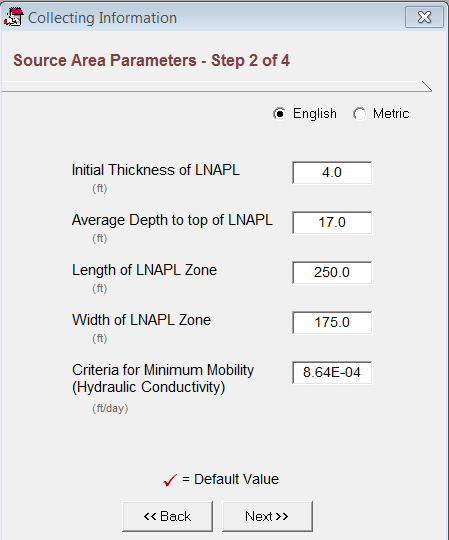 Collecting Information
Source Area Parameters - Step 2 of 4
English Metric
Initial Thickness of LNAPL 4.0
(ft)
Average Depth to top of LNAPL 17.0
(ft)
Length of LNAPL Zone 250.0
(ft)
Width of LNAPL Zone 175.0
(ft)
Criteria for Minimum Mobility 8.64E-04
(Hydraulic Conductivity)
(ft/day)
= Default Value
<< Back Next >>